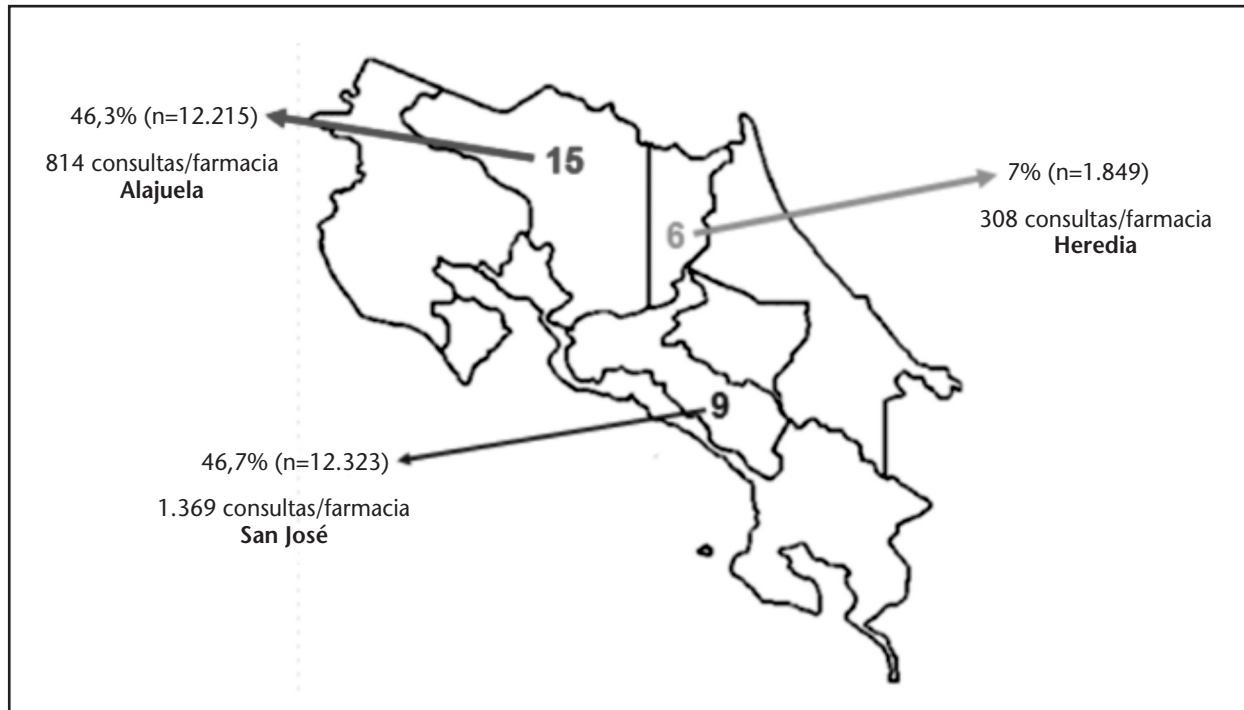 46,3% (n=12.215)
814 consultas/farmacia
Alajuela
15
7% (n=1.849)
6
308 consultas/farmacia
Heredia
9
46,7% (n=12.323)
1.369 consultas/farmacia
San José